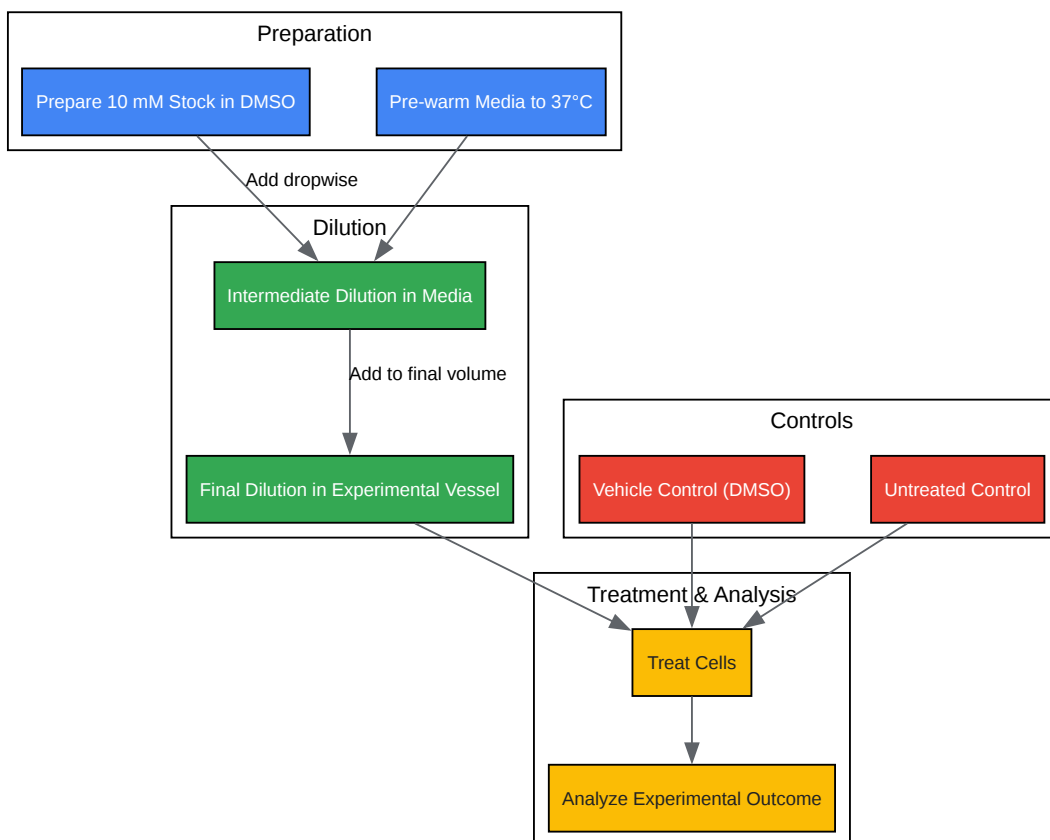 Preparation
Prepare 10 mM Stock in DMSO
Pre-warm Media to 37°C
Add dropwise
Dilution
Intermediate Dilution in Media
Add to final volume
Final Dilution in Experimental Vessel
Controls
Vehicle Control (DMSO)
Untreated Control
Treatment & Analysis
Treat Cells
Analyze Experimental Outcome